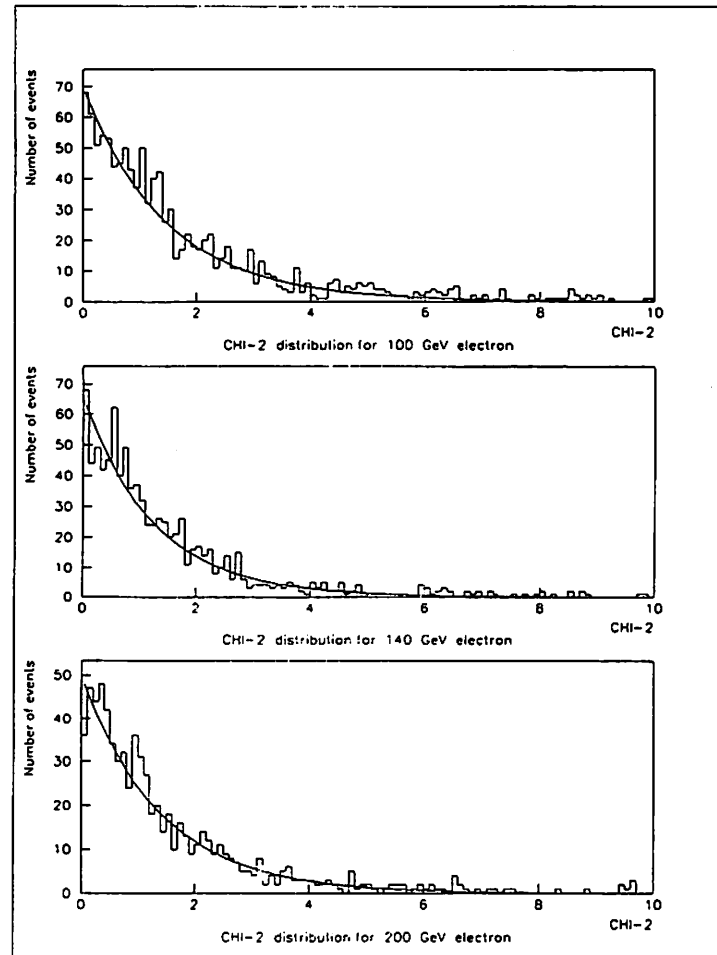 Number of events
70
60
50
40
30
20
10
0
0 2 4 6 8 10
CHI-2
CHI-2 distribution for 100 GeV electron
Number of events
70
60
50
40
30
20
10
0
0 2 4 6 8 10
CHI-2
CHI-2 distribution for 140 GeV electron
Number of events
50
40
30
20
10
0
0 2 4 6 8 10
CHI-2
CHI-2 distribution for 200 GeV electron